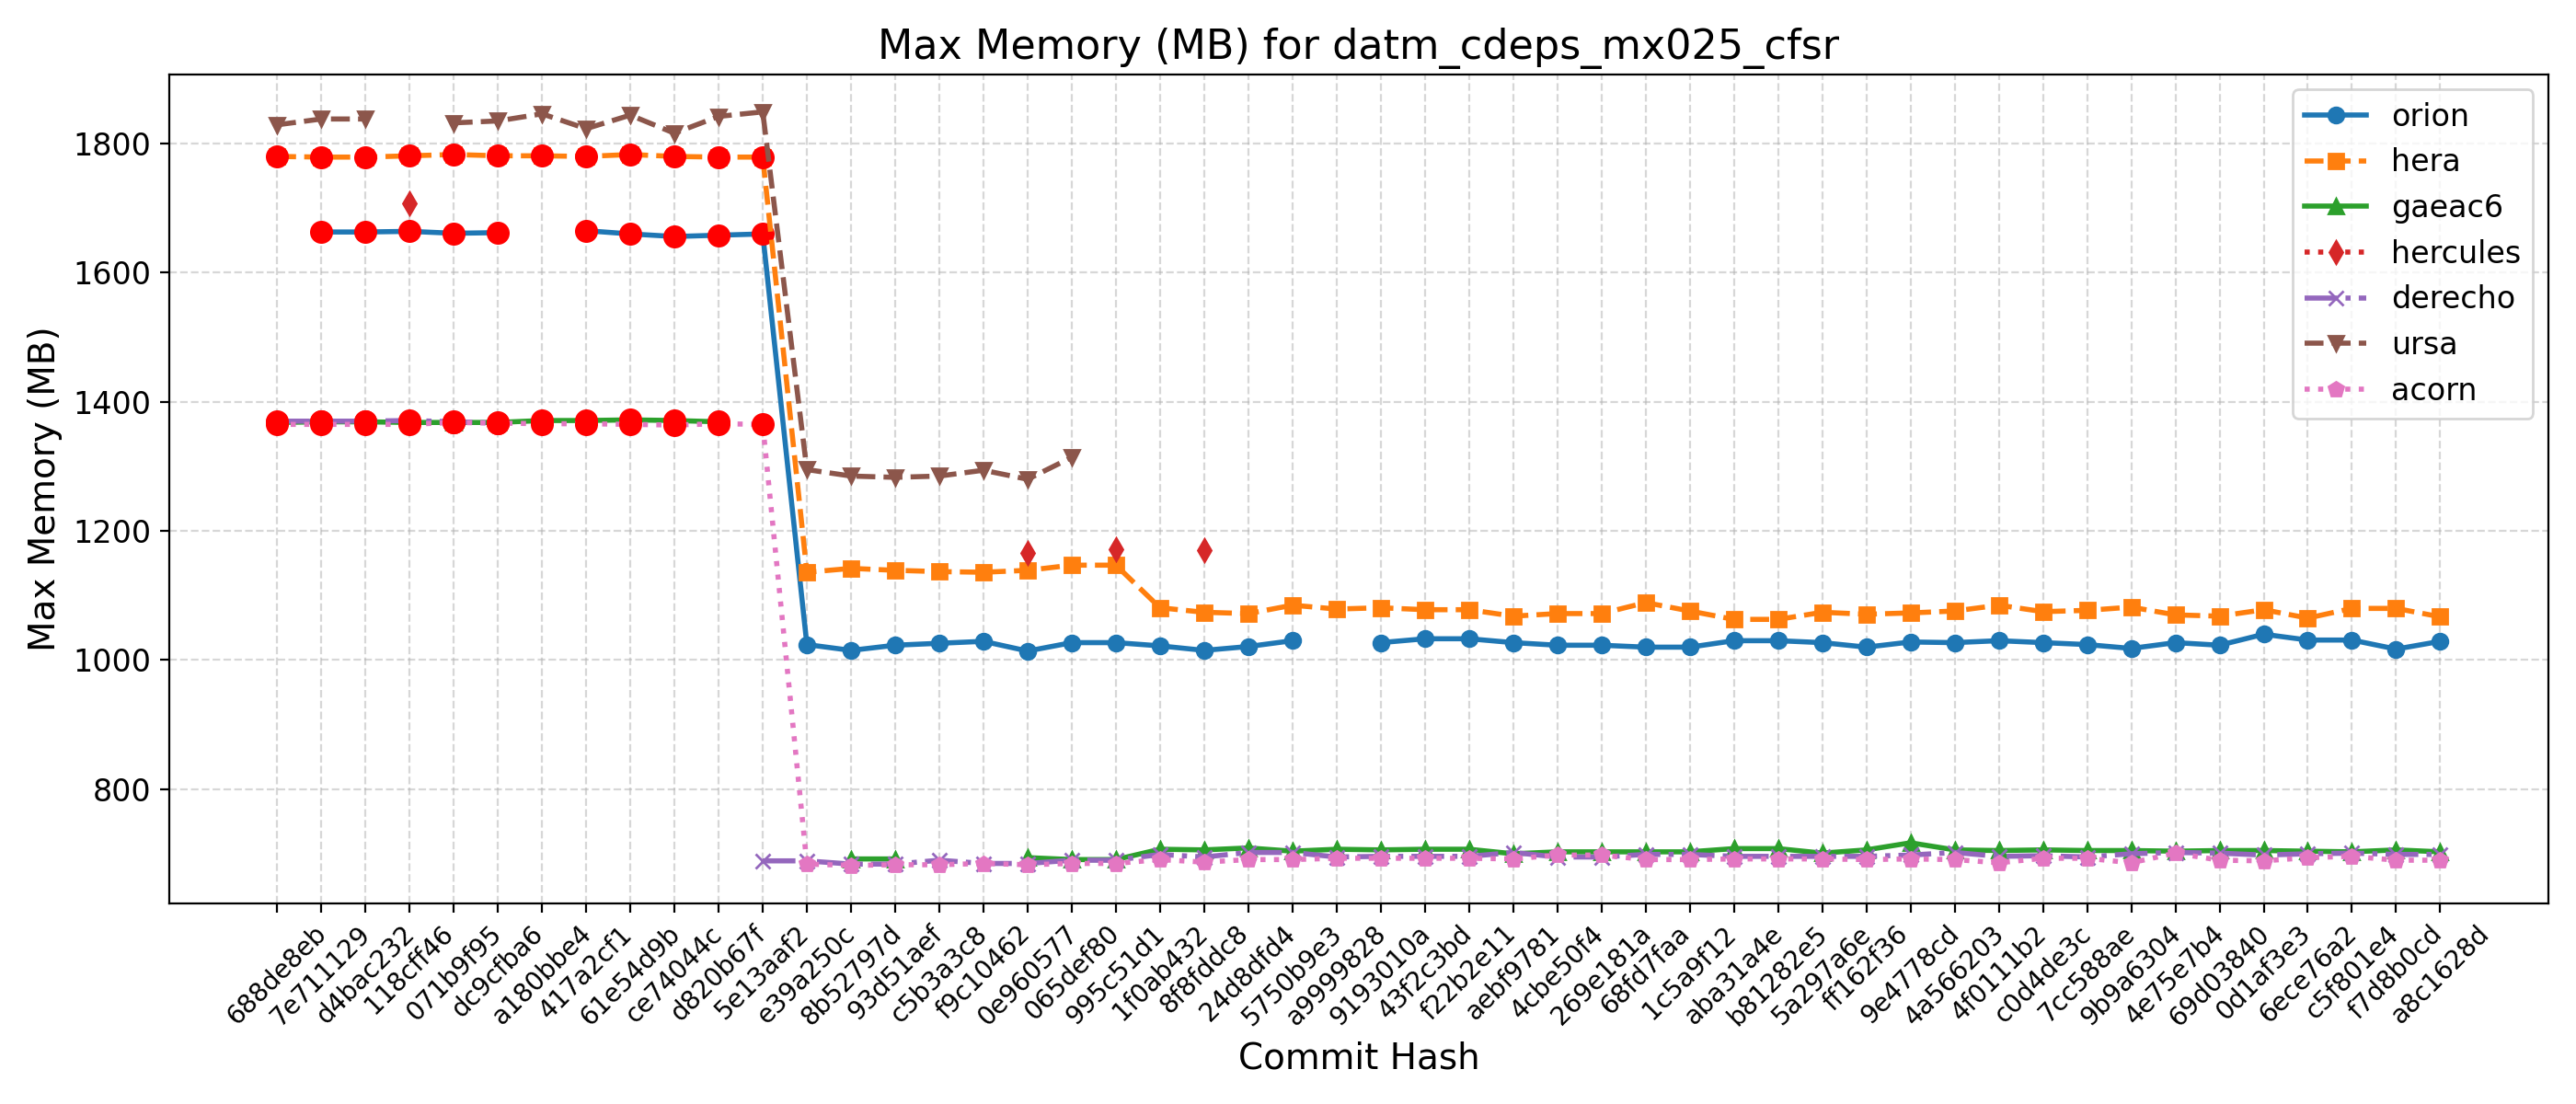 Max Memory (MB) for datm_cdeps_mx025_cfsr
Max Memory (MB)
1800
1600
1400
1200
1000
800
orion
hera
gaeac6
hercules
derecho
ursa
acorn
688de8eb
7e711129
d4bac232
118cff46
071b9f95
dc9cfba6
a180bbe4
417a2cf1
61e54d9b
ce74044c
d820b67f
5e13aaf2
e39a250c
8b52797d
93d51aef
c5b3a3c8
f9c10462
0e960577
065def80
995c51d1
1f0ab432
8f8fddc8
24d8dfd4
5750b9e3
a9999828
9193010a
43f2c3bd
f22b2e11
aebf9781
4cbe50f4
269e181a
68fd7faa
1c5a9f12
aba31a4e
b81282e5
5a297a6e
ff162f36
9e4778cd
4a566203
4f0111b2
c0d4de3c
7cc588ae
9b9a6304
4e75e7b4
69d03840
0d1af3e3
6ece76a2
c5f801e4
f7d8b0cd
a8c1628d
Commit Hash